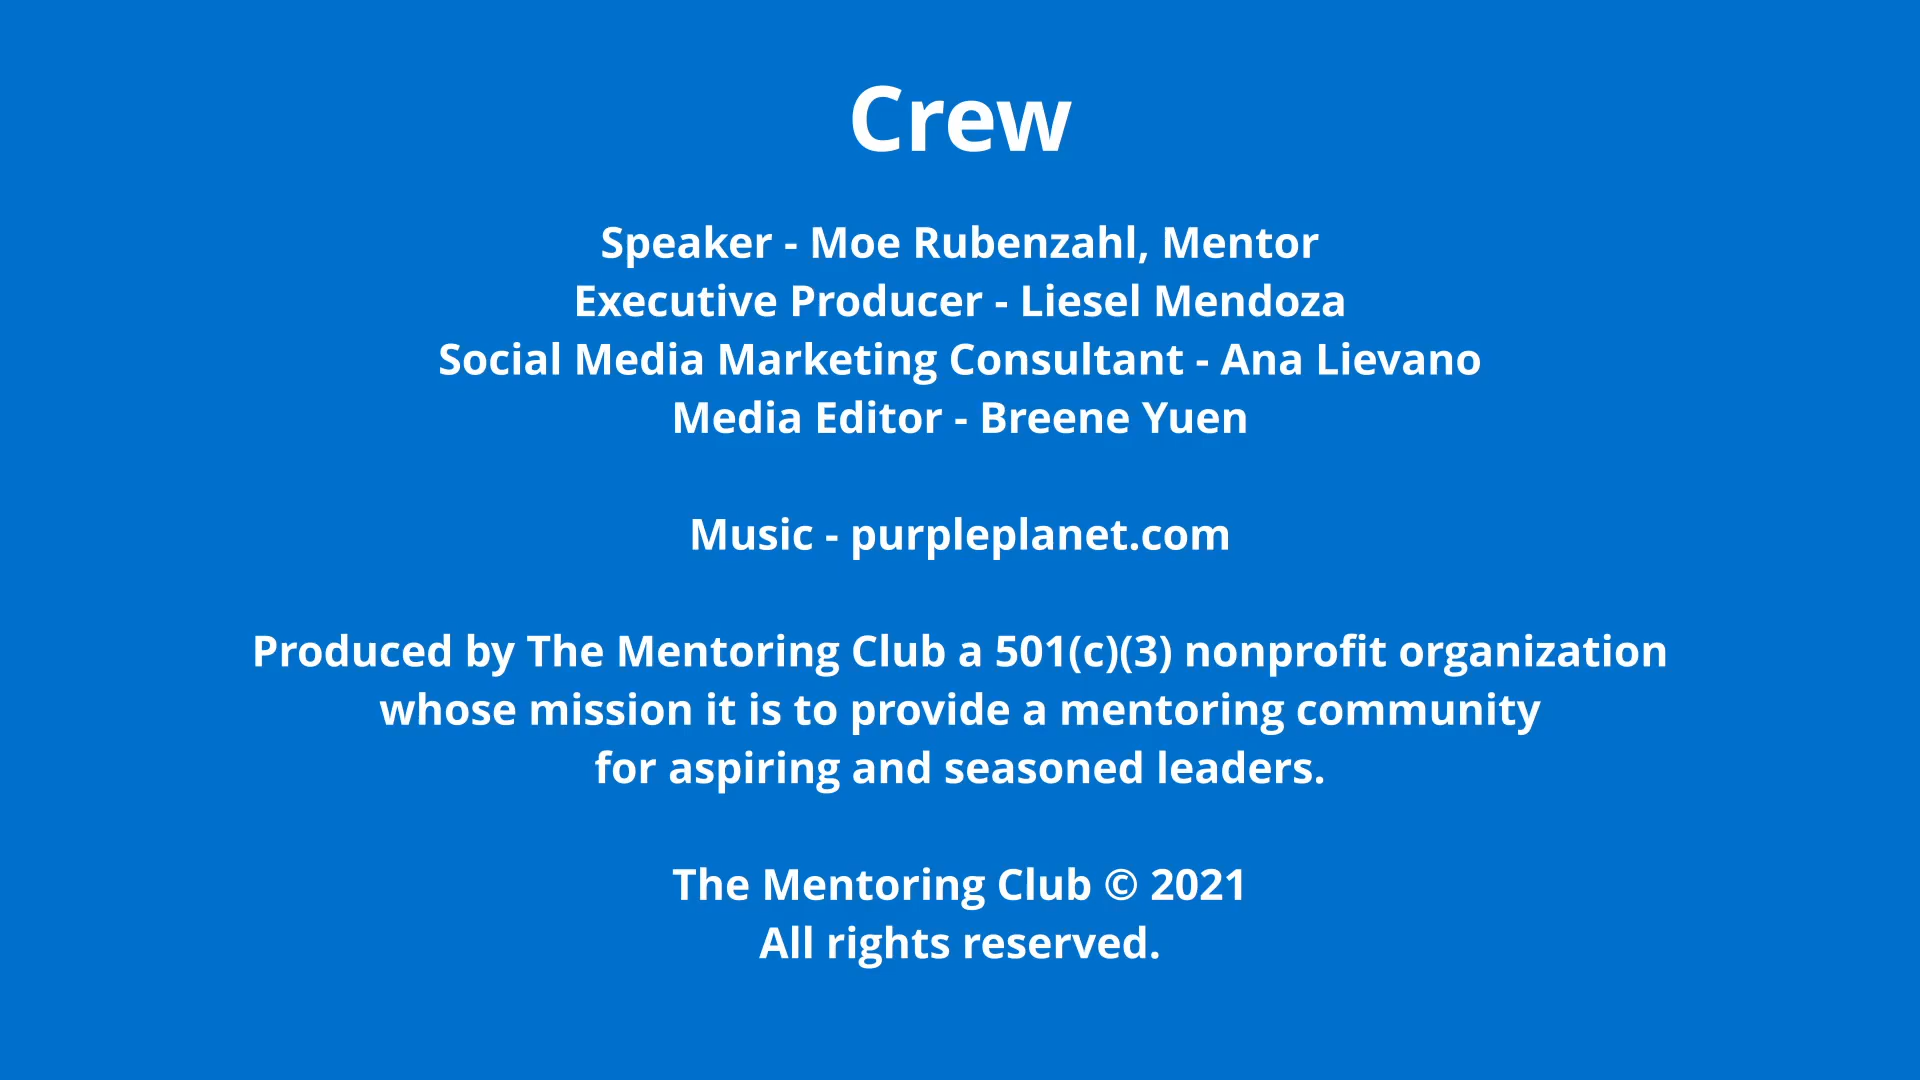 Crew
Speaker - Moe Rubenzahl, Mentor
Executive Producer - Liesel Mendoza
Social Media Marketing Consultant - Ana Lievano
Media Editor - Breene Yuen
Music - purpleplanet.com
Produced by The Mentoring Club a 501(c)(3) nonprofit organization
whose mission it is to provide a mentoring community
for aspiring and seasoned leaders.
The Mentoring Club © 2021
All rights reserved.